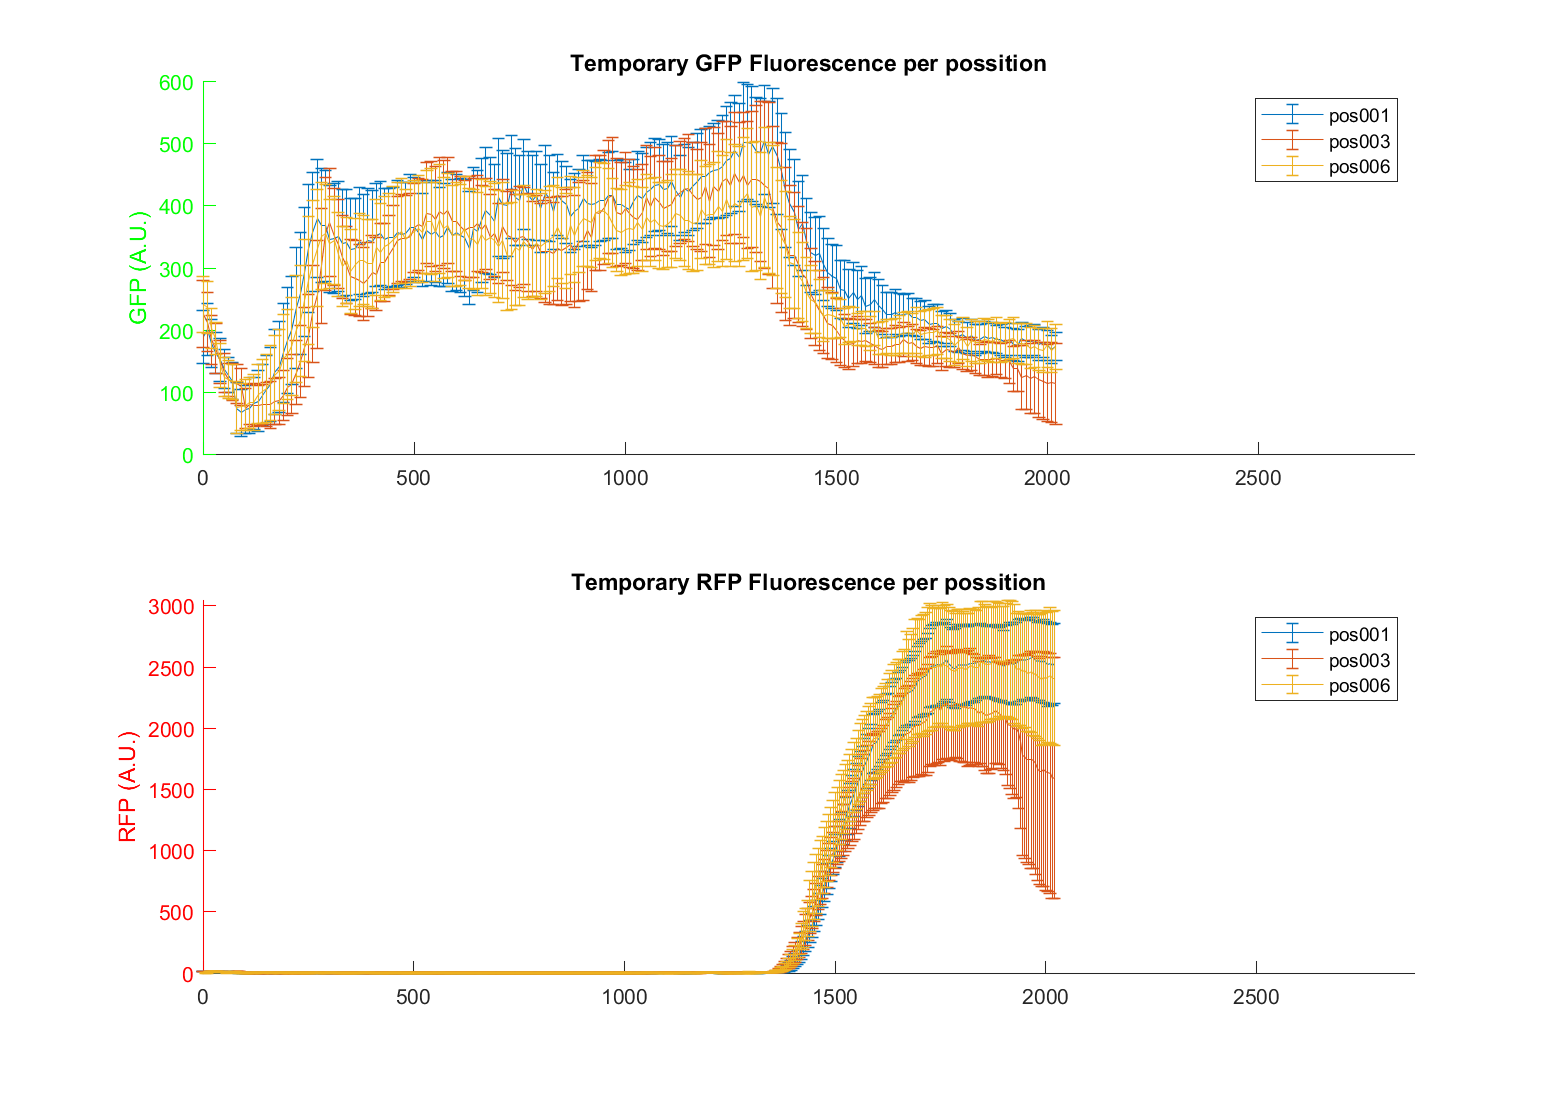 Temporary GFP Fluorescence per possition
GFP (A.U.)
600
500
400
300
200
100
0
0 500 1000 1500 2000 2500
pos001
pos003
pos006
Temporary RFP Fluorescence per possition
RFP (A.U.)
3000
2500
2000
1500
1000
500
0
0 500 1000 1500 2000 2500
pos001
pos003
pos006